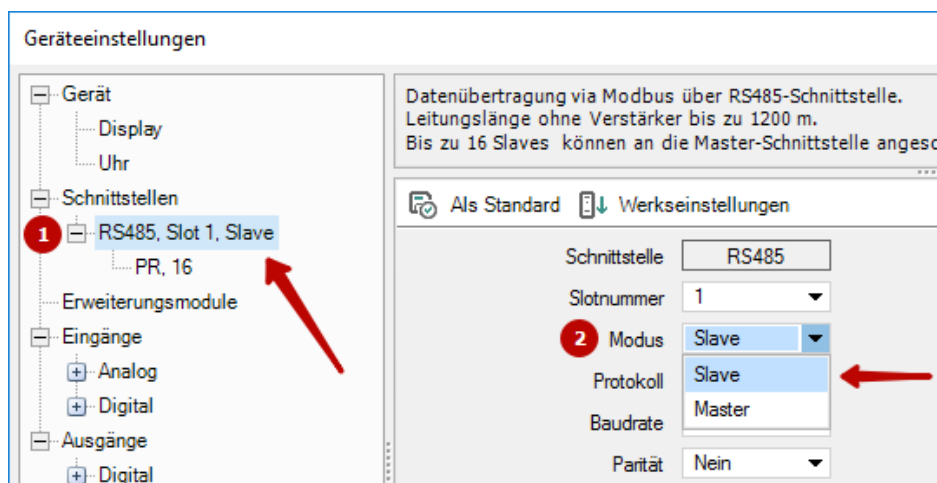 Geräteeinstellungen
Gerät
Display
Uhr
Schnittstellen
1
RS485, Slot 1, Slave
PR, 16
Erweiterungsmodule
Eingänge
Analog
Digital
Ausgänge
Digital
Datenübertragung via Modbus über RS485-Schnittstelle.
Leitungslänge ohne Verstärker bis zu 1200 m.
Bis zu 16 Slaves können an die Master-Schnittstelle angesc
Als Standard Werkseinstellungen
Schnittstelle RS485
Slotnummer 1
2 Modus Slave
Slave
Master
Protokoll
Baudrate
Parität Nein